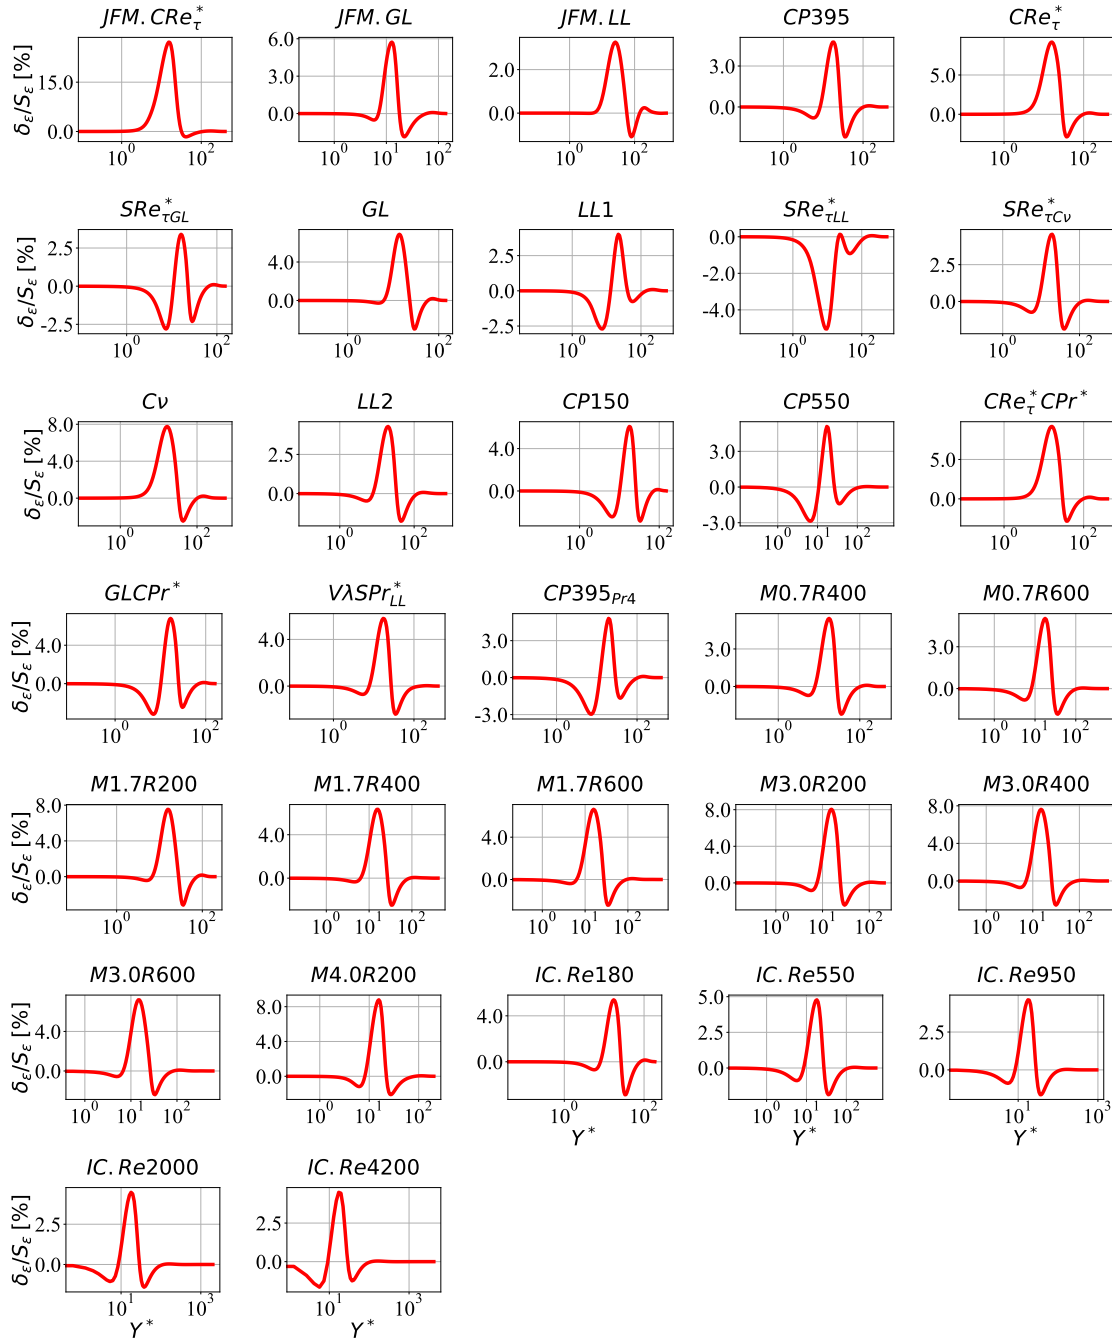 JFM.CRe*τ JFM.GL JFM.LL CP395 CRe*τ
δε/Sε [%] 15.0 0.0 6.0 3.0 0.0 2.0 0.0 4.0 0.0 5.0 0.0
10^0 10^2 10^0 10^1 10^2 10^0 10^2 10^0 10^2 10^0 10^2
SRe*τGL GL LL1 SRe*τLL SRe*τCν
δε/Sε [%] 2.5 0.0 -2.5 4.0 0.0 2.5 0.0 -2.5 0.0 -2.0 -4.0 2.5 0.0
10^0 10^2 10^0 10^2 10^0 10^2 10^0 10^2 10^0 10^2
Cν LL2 CP150 CP550 CRe*τCPr*
δε/Sε [%] 8.0 4.0 0.0 2.5 0.0 4.0 0.0 3.0 0.0 -3.0 5.0 0.0
10^0 10^2 10^0 10^2 10^0 10^2 10^0 10^1 10^2 10^0 10^2
GLCPr* VλSPr*LL CP395Pr4 M0.7R400 M0.7R600
δε/Sε [%] 4.0 0.0 4.0 0.0 3.0 0.0 -3.0 4.0 0.0 3.0 0.0
10^0 10^2 10^0 10^2 10^0 10^2 10^0 10^1 10^2 10^0 10^1 10^2
M1.7R200 M1.7R400 M1.7R600 M3.0R200 M3.0R400
δε/Sε [%] 8.0 4.0 0.0 4.0 0.0 4.0 0.0 8.0 4.0 0.0 8.0 4.0 0.0
10^0 10^2 10^0 10^1 10^2 10^0 10^1 10^2 10^0 10^1 10^2 10^0 10^1 10^2
M3.0R600 M4.0R200 IC.Re180 IC.Re550 IC.Re950
δε/Sε [%] 4.0 0.0 8.0 4.0 0.0 4.0 0.0 5.0 2.5 0.0 2.5 0.0
10^0 10^1 10^2 10^0 10^1 10^2 10^0 10^2 10^0 10^1 10^2 10^1 10^3
Y* Y* Y*
IC.Re2000 IC.Re4200
δε/Sε [%] 2.5 0.0 2.5 0.0
10^1 10^3 10^1 10^3
Y* Y*